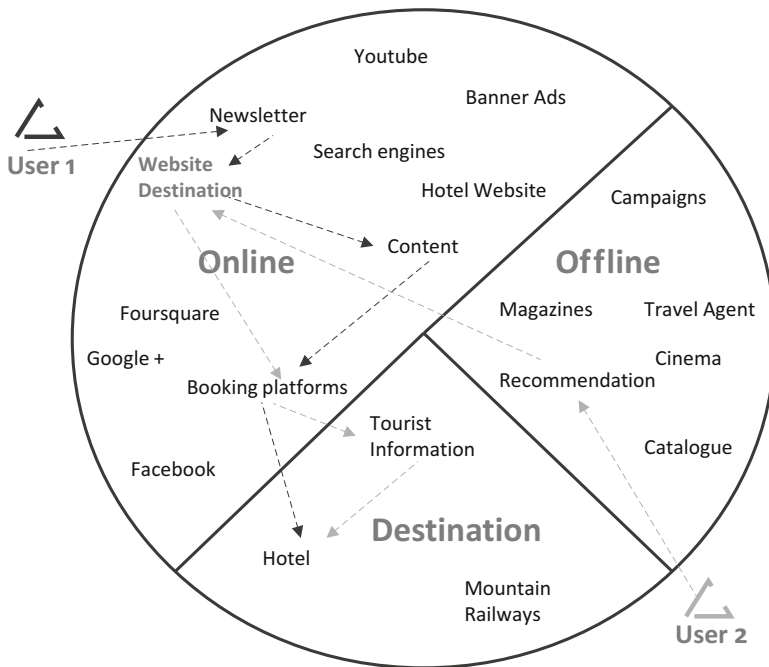 Youtube
Banner Ads
Newsletter
User 1
Search engines
Website
Destination
Hotel Website
Campaigns
Content
Online
Offline
Foursquare
Magazines
Travel Agent
Google +
Cinema
Booking platforms
Recommendation
Tourist
Information
Catalogue
Facebook
Destination
Hotel
Mountain
Railways
User 2